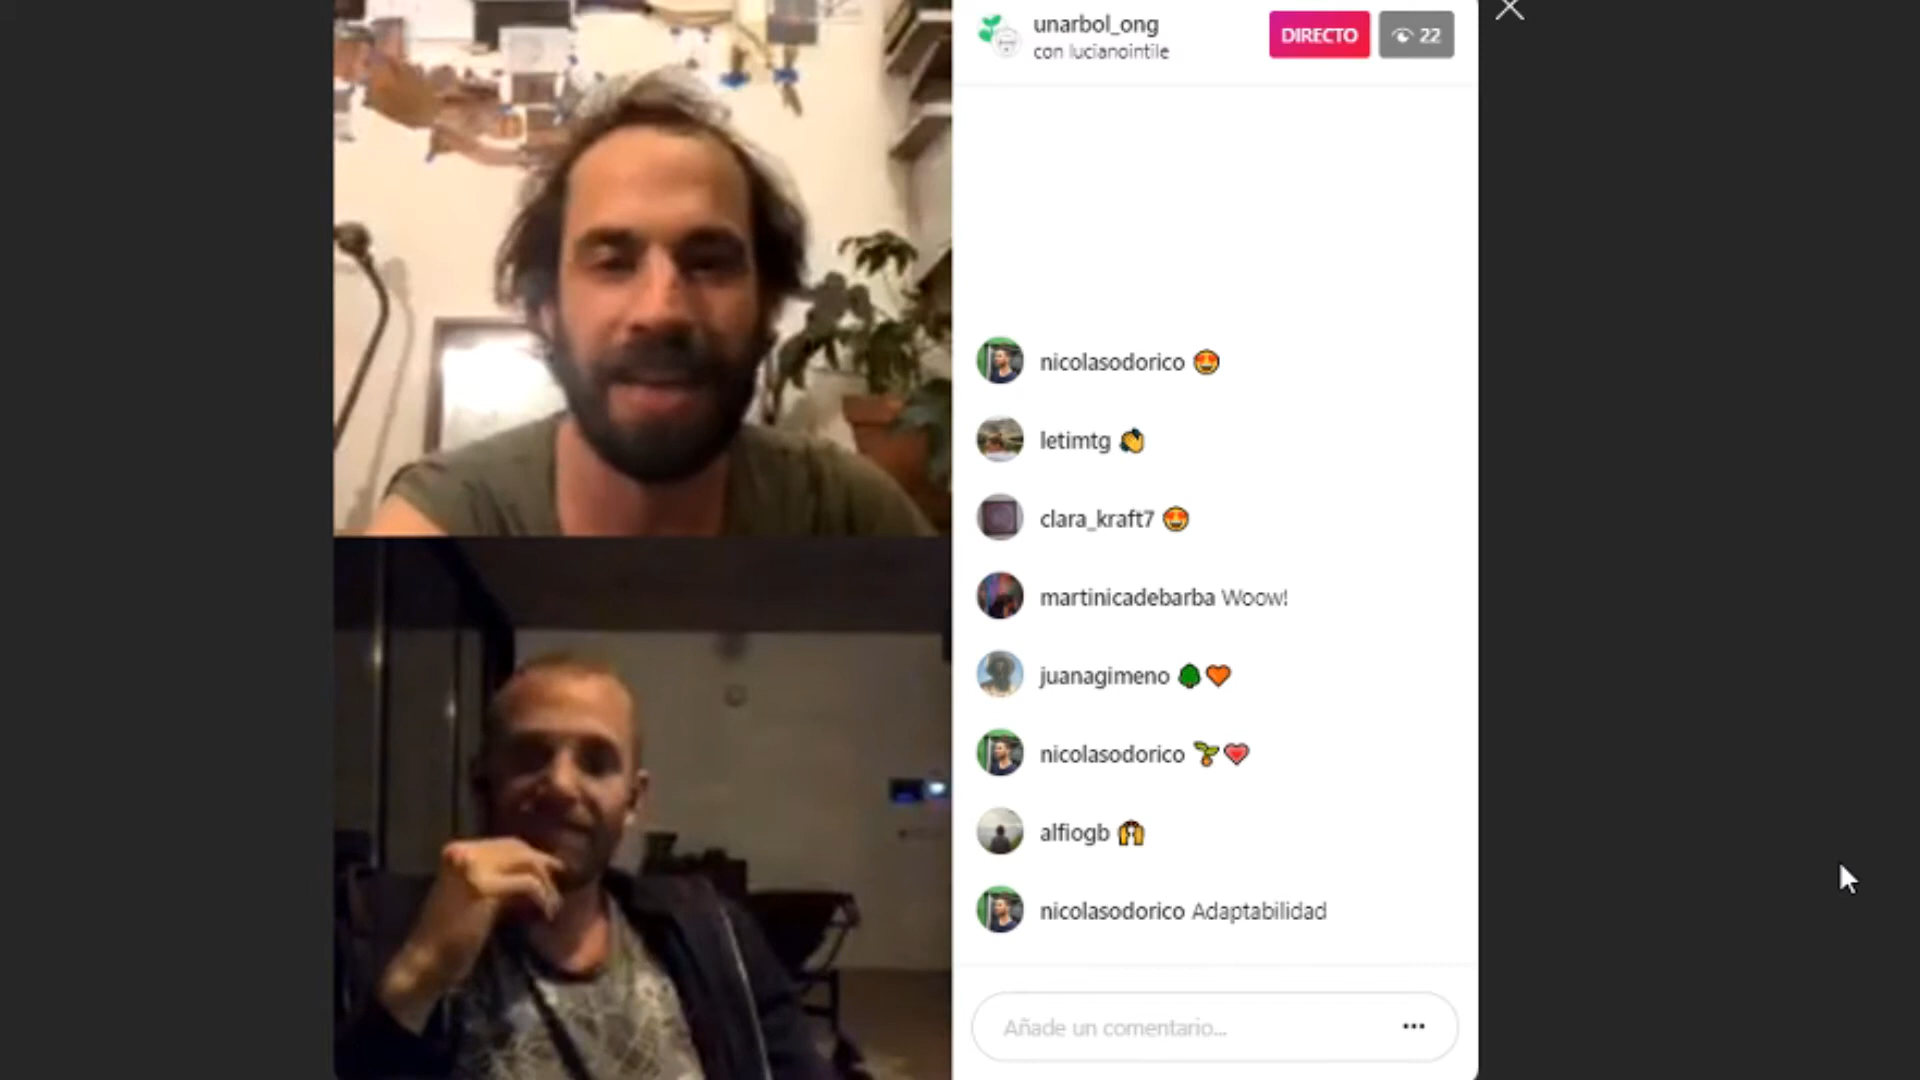 unarbol_ong
con lucianointile
DIRECTO
22
nicolasodorico 😍
letimtg 👏
clara_kraft7 😍
martinicadebarba Woow!
juanagimeno 🌳🧡
nicolasodorico 🌱❤️
alfiogb 🙌
nicolasodorico Adaptabilidad
Añade un comentario...